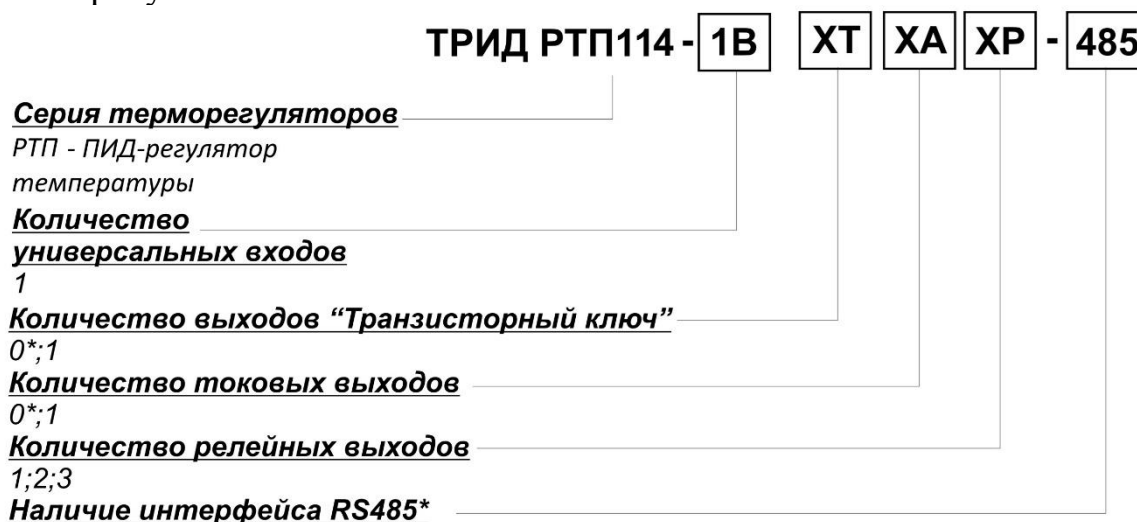 ТРИД РТП114 - 1В ХТ ХА ХР - 485
Серия терморегуляторов
РТП - ПИД-регулятор
температуры
Количество
универсальных входов
1
Количество выходов “Транзисторный ключ”
0*;1
Количество токовых выходов
0*;1
Количество релейных выходов
1;2;3
Наличие интерфейса RS485*